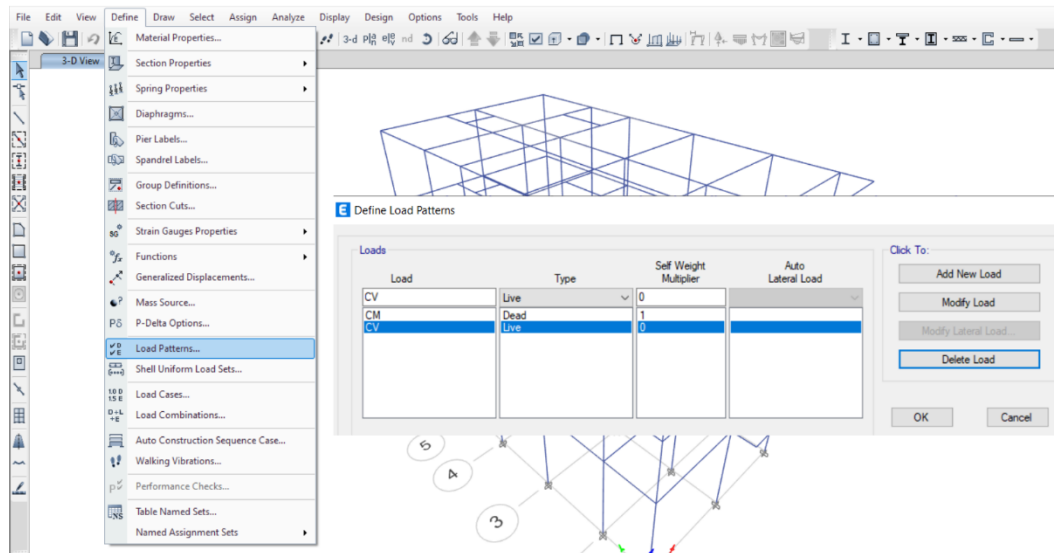 File Edit View Define Draw Select Assign Analyze Display Design Options Tools Help
3-d
nd
3-D View
Material Properties...
Section Properties
Spring Properties
Diaphragms...
Pier Labels...
Spandrel Labels...
Group Definitions...
Section Cuts...
Strain Gauges Properties
Functions
Generalized Displacements...
Mass Source...
P-Delta Options...
Load Patterns...
Shell Uniform Load Sets...
Load Cases...
Load Combinations...
Auto Construction Sequence Case...
Walking Vibrations...
Performance Checks...
Table Named Sets...
Named Assignment Sets
E Define Load Patterns
Loads
Load Type Self Weight Multiplier Auto Lateral Load
CV Live 0
CM Dead 1
CV Live 0
Click To:
Add New Load
Modify Load
Modify Lateral Load...
Delete Load
OK Cancel
5
4
3